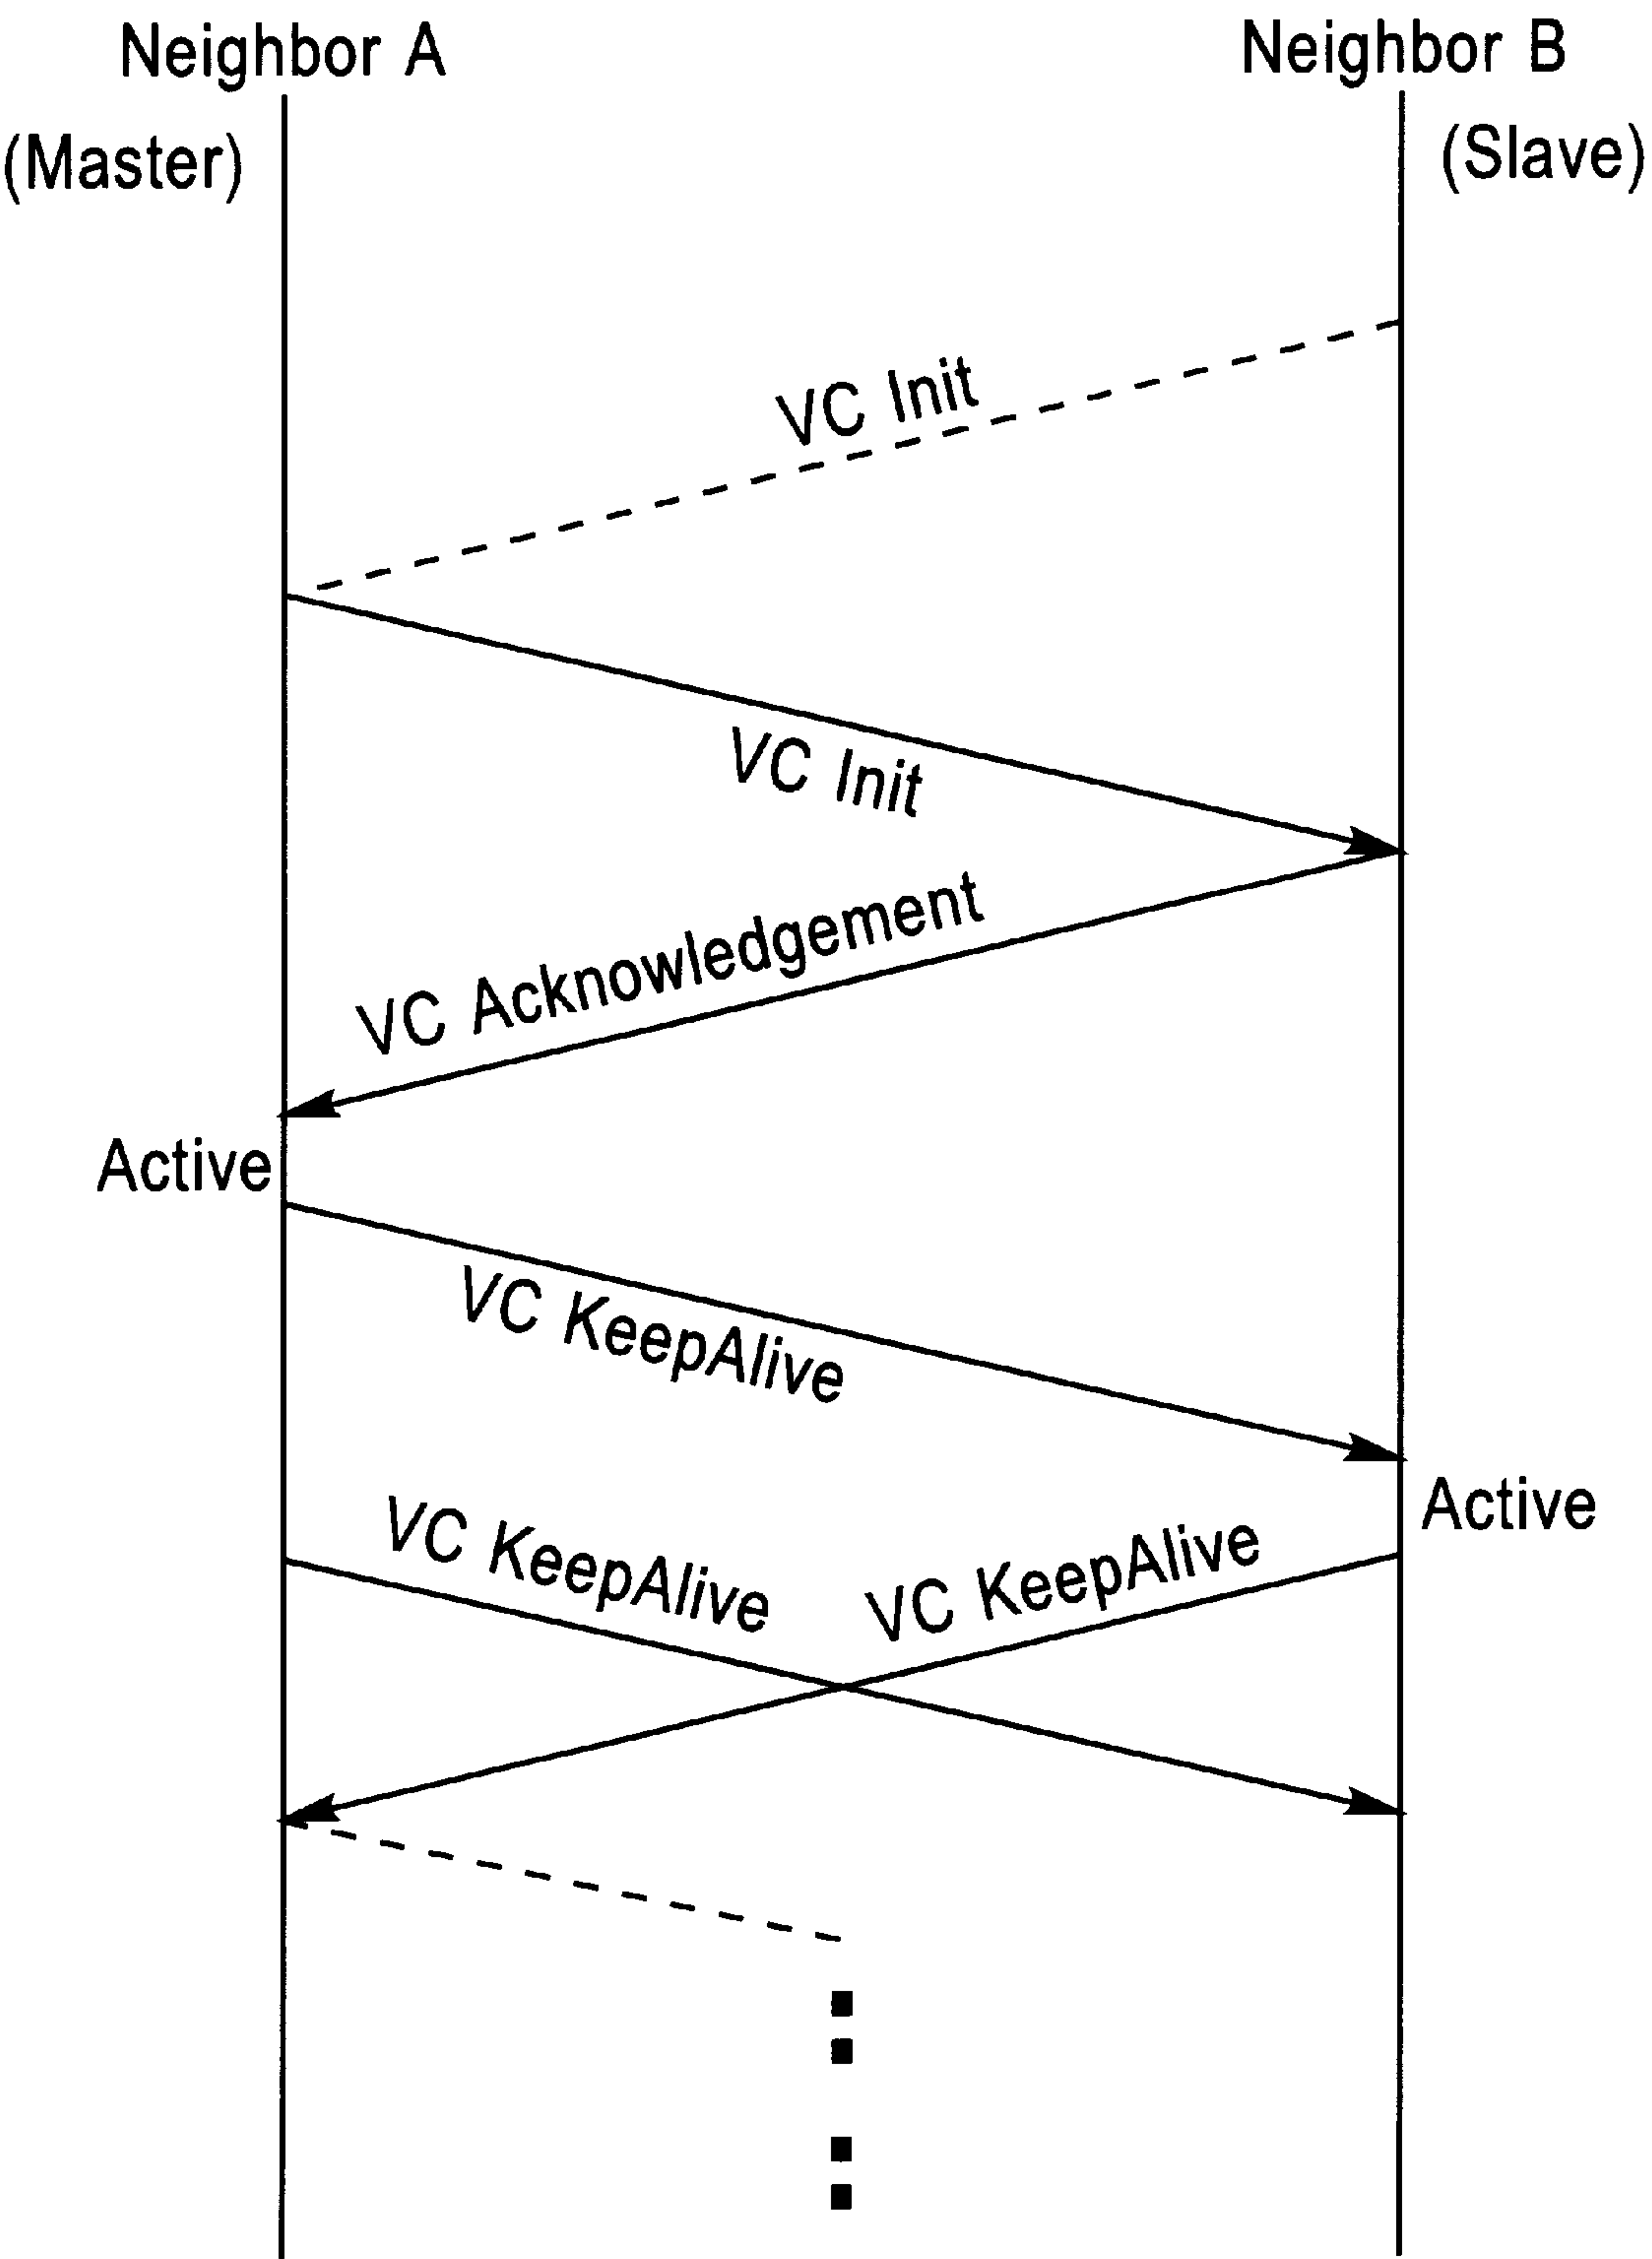 Neighbor A
Neighbor B
(Master)
(Slave)
VC Init
VC Init
VC Acknowledgement
Active
VC KeepAlive
Active
VC KeepAlive
VC KeepAlive